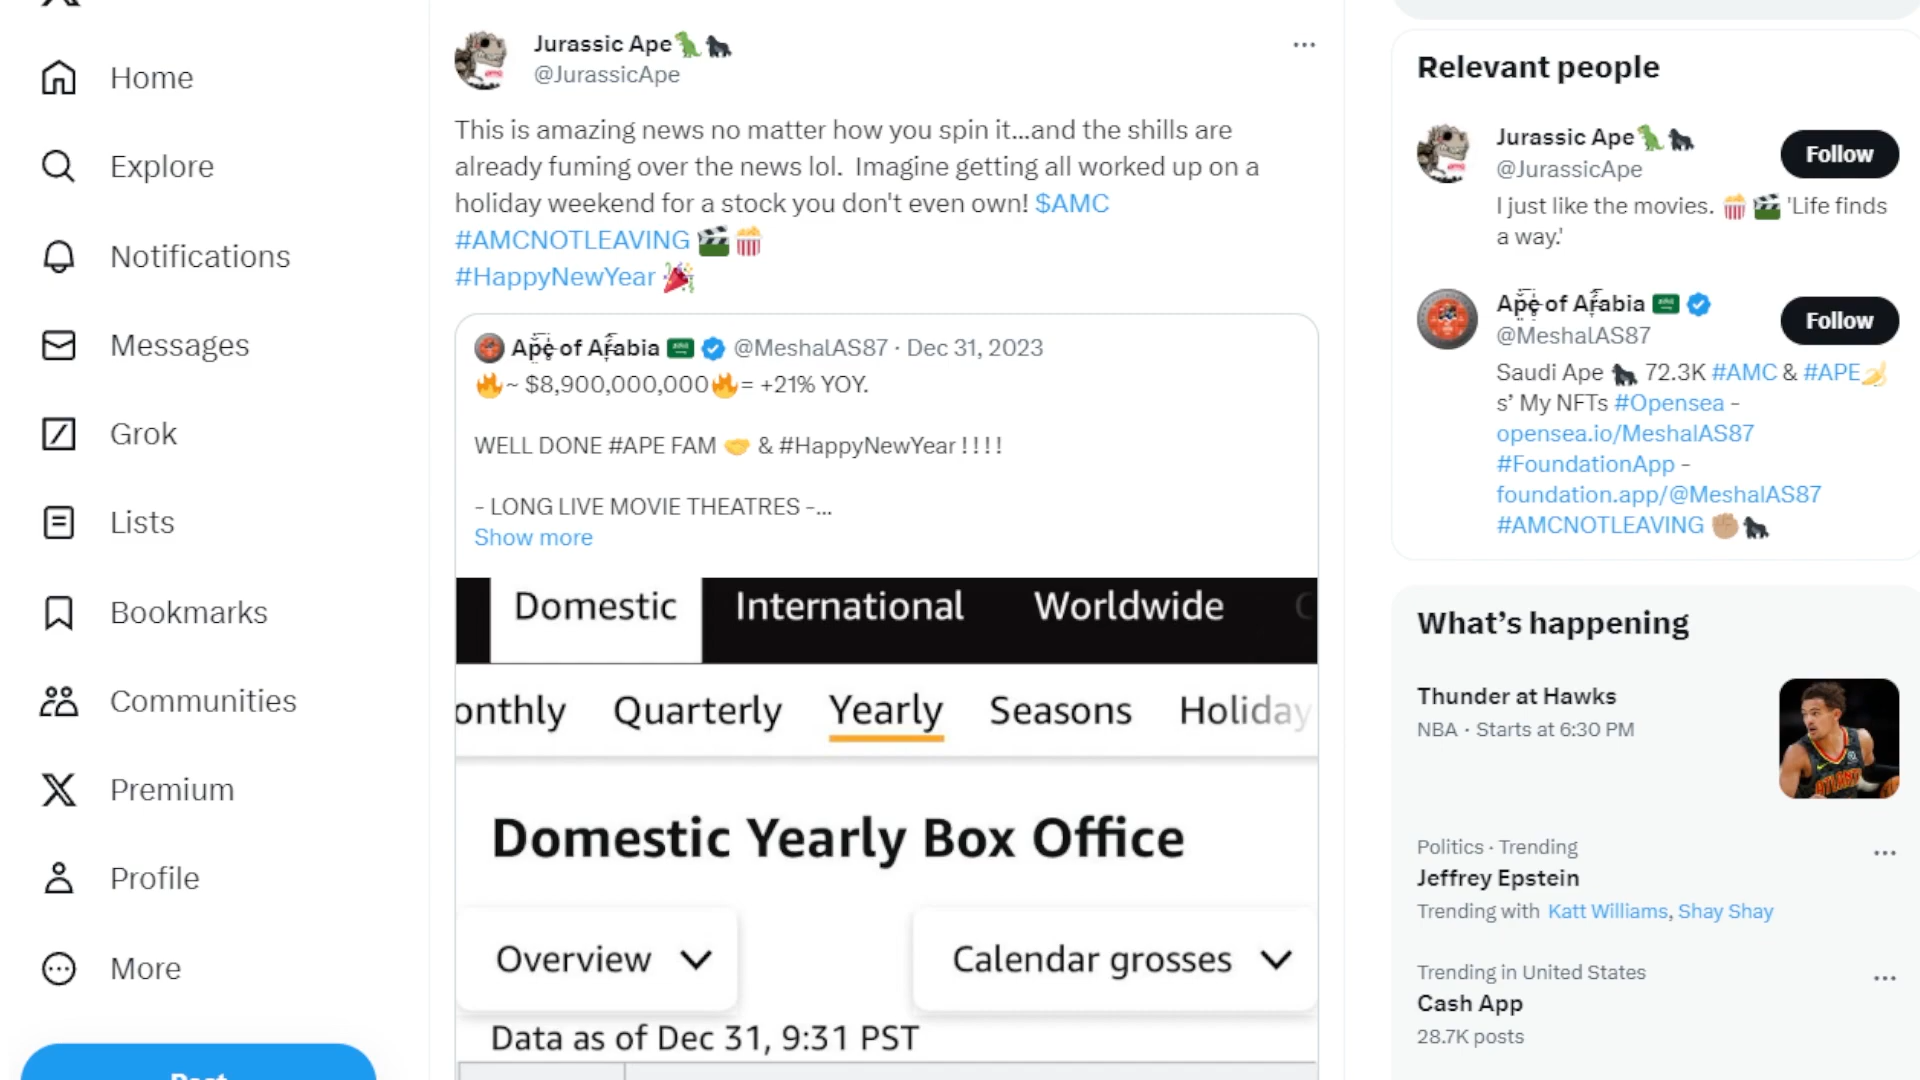 Home
Explore
Notifications
Messages
Grok
Lists
Bookmarks
Communities
Premium
Profile
More
Post
Jurassic Ape🦖🦍
@JurassicApe
This is amazing news no matter how you spin it...and the shills are
already fuming over the news lol.  Imagine getting all worked up on a
holiday weekend for a stock you don't even own! $AMC
#AMCNOTLEAVING 🎬🍿
#HappyNewYear 🎉
Ape of Arabia 🇸🇦 @MeshalAS87 · Dec 31, 2023
🔥~ $8,900,000,000🔥= +21% YOY.
WELL DONE #APE FAM 🤝 & #HappyNewYear !!!!
- LONG LIVE MOVIE THEATRES -...
Show more
Domestic International Worldwide
onthly Quarterly Yearly Seasons Holiday
Domestic Yearly Box Office
Overview
Calendar grosses
Data as of Dec 31, 9:31 PST
Relevant people
Jurassic Ape🦖🦍
@JurassicApe
Follow
I just like the movies. 🍿 🎬 'Life finds
a way.'
Ape of Arabia 🇸🇦
@MeshalAS87
Follow
Saudi Ape 🦍 72.3K #AMC & #APE🍌
s’ My NFTs #Opensea -
opensea.io/MeshalAS87
#FoundationApp -
foundation.app/@MeshalAS87
#AMCNOTLEAVING ✊🏽🦍
What’s happening
Thunder at Hawks
NBA · Starts at 6:30 PM
ATLANTA
Politics · Trending
Jeffrey Epstein
Trending with Katt Williams, Shay Shay
Trending in United States
Cash App
28.7K posts